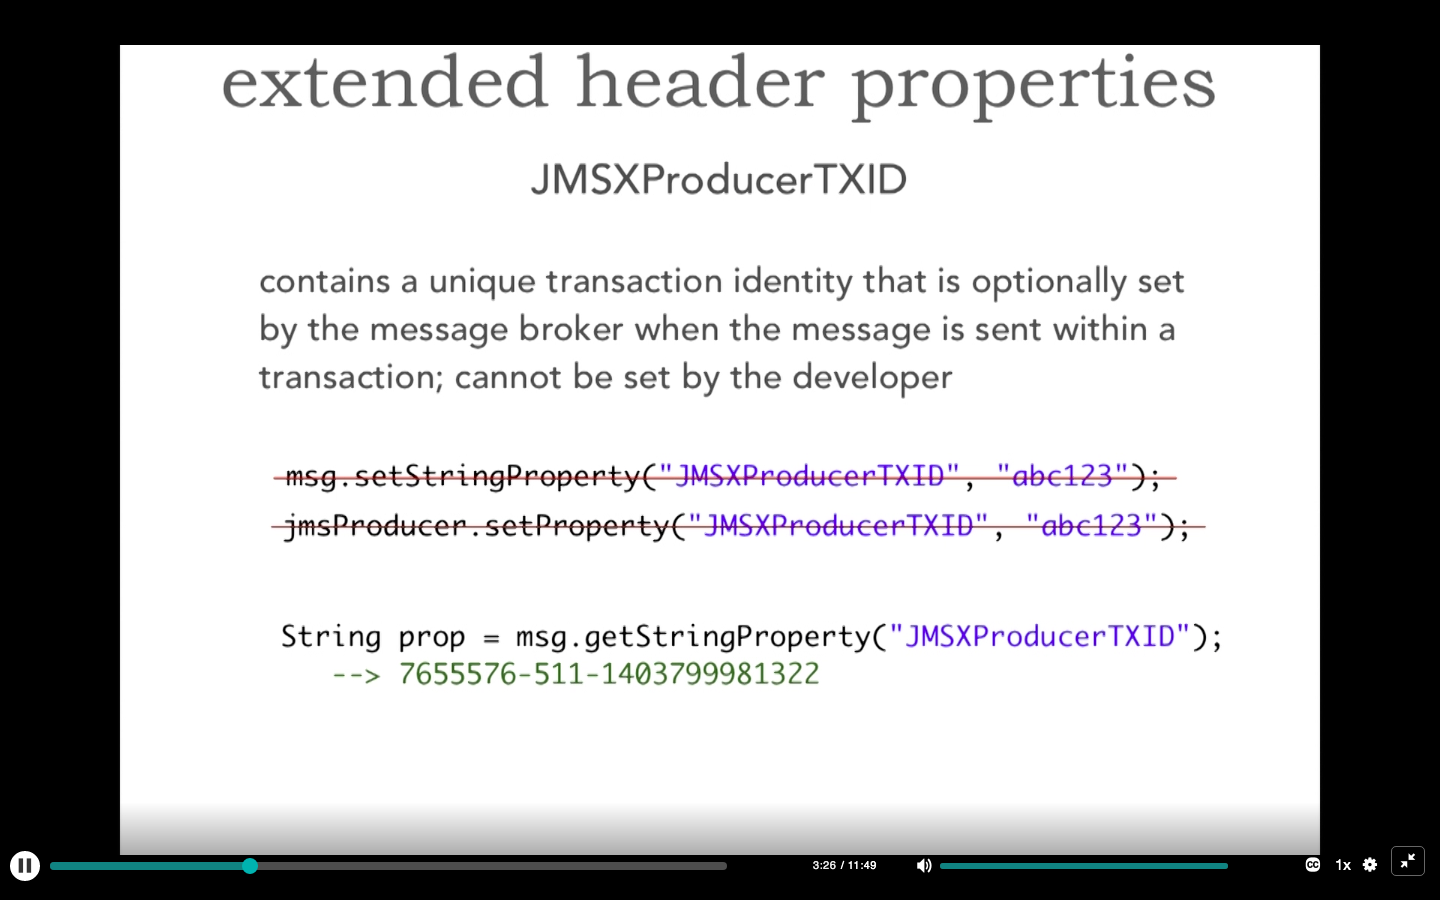 extended header properties
JMSXProducerTXID
contains a unique transaction identity that is optionally set
by the message broker when the message is sent within a
transaction; cannot be set by the developer
msg.setStringProperty("JMSXProducerTXID", "abc123");
jmsProducer.setProperty("JMSXProducerTXID", "abc123");
String prop = msg.getStringProperty("JMSXProducerTXID");
--> 7655576-511-1403799981322
3:26 / 11:49
CC
1x